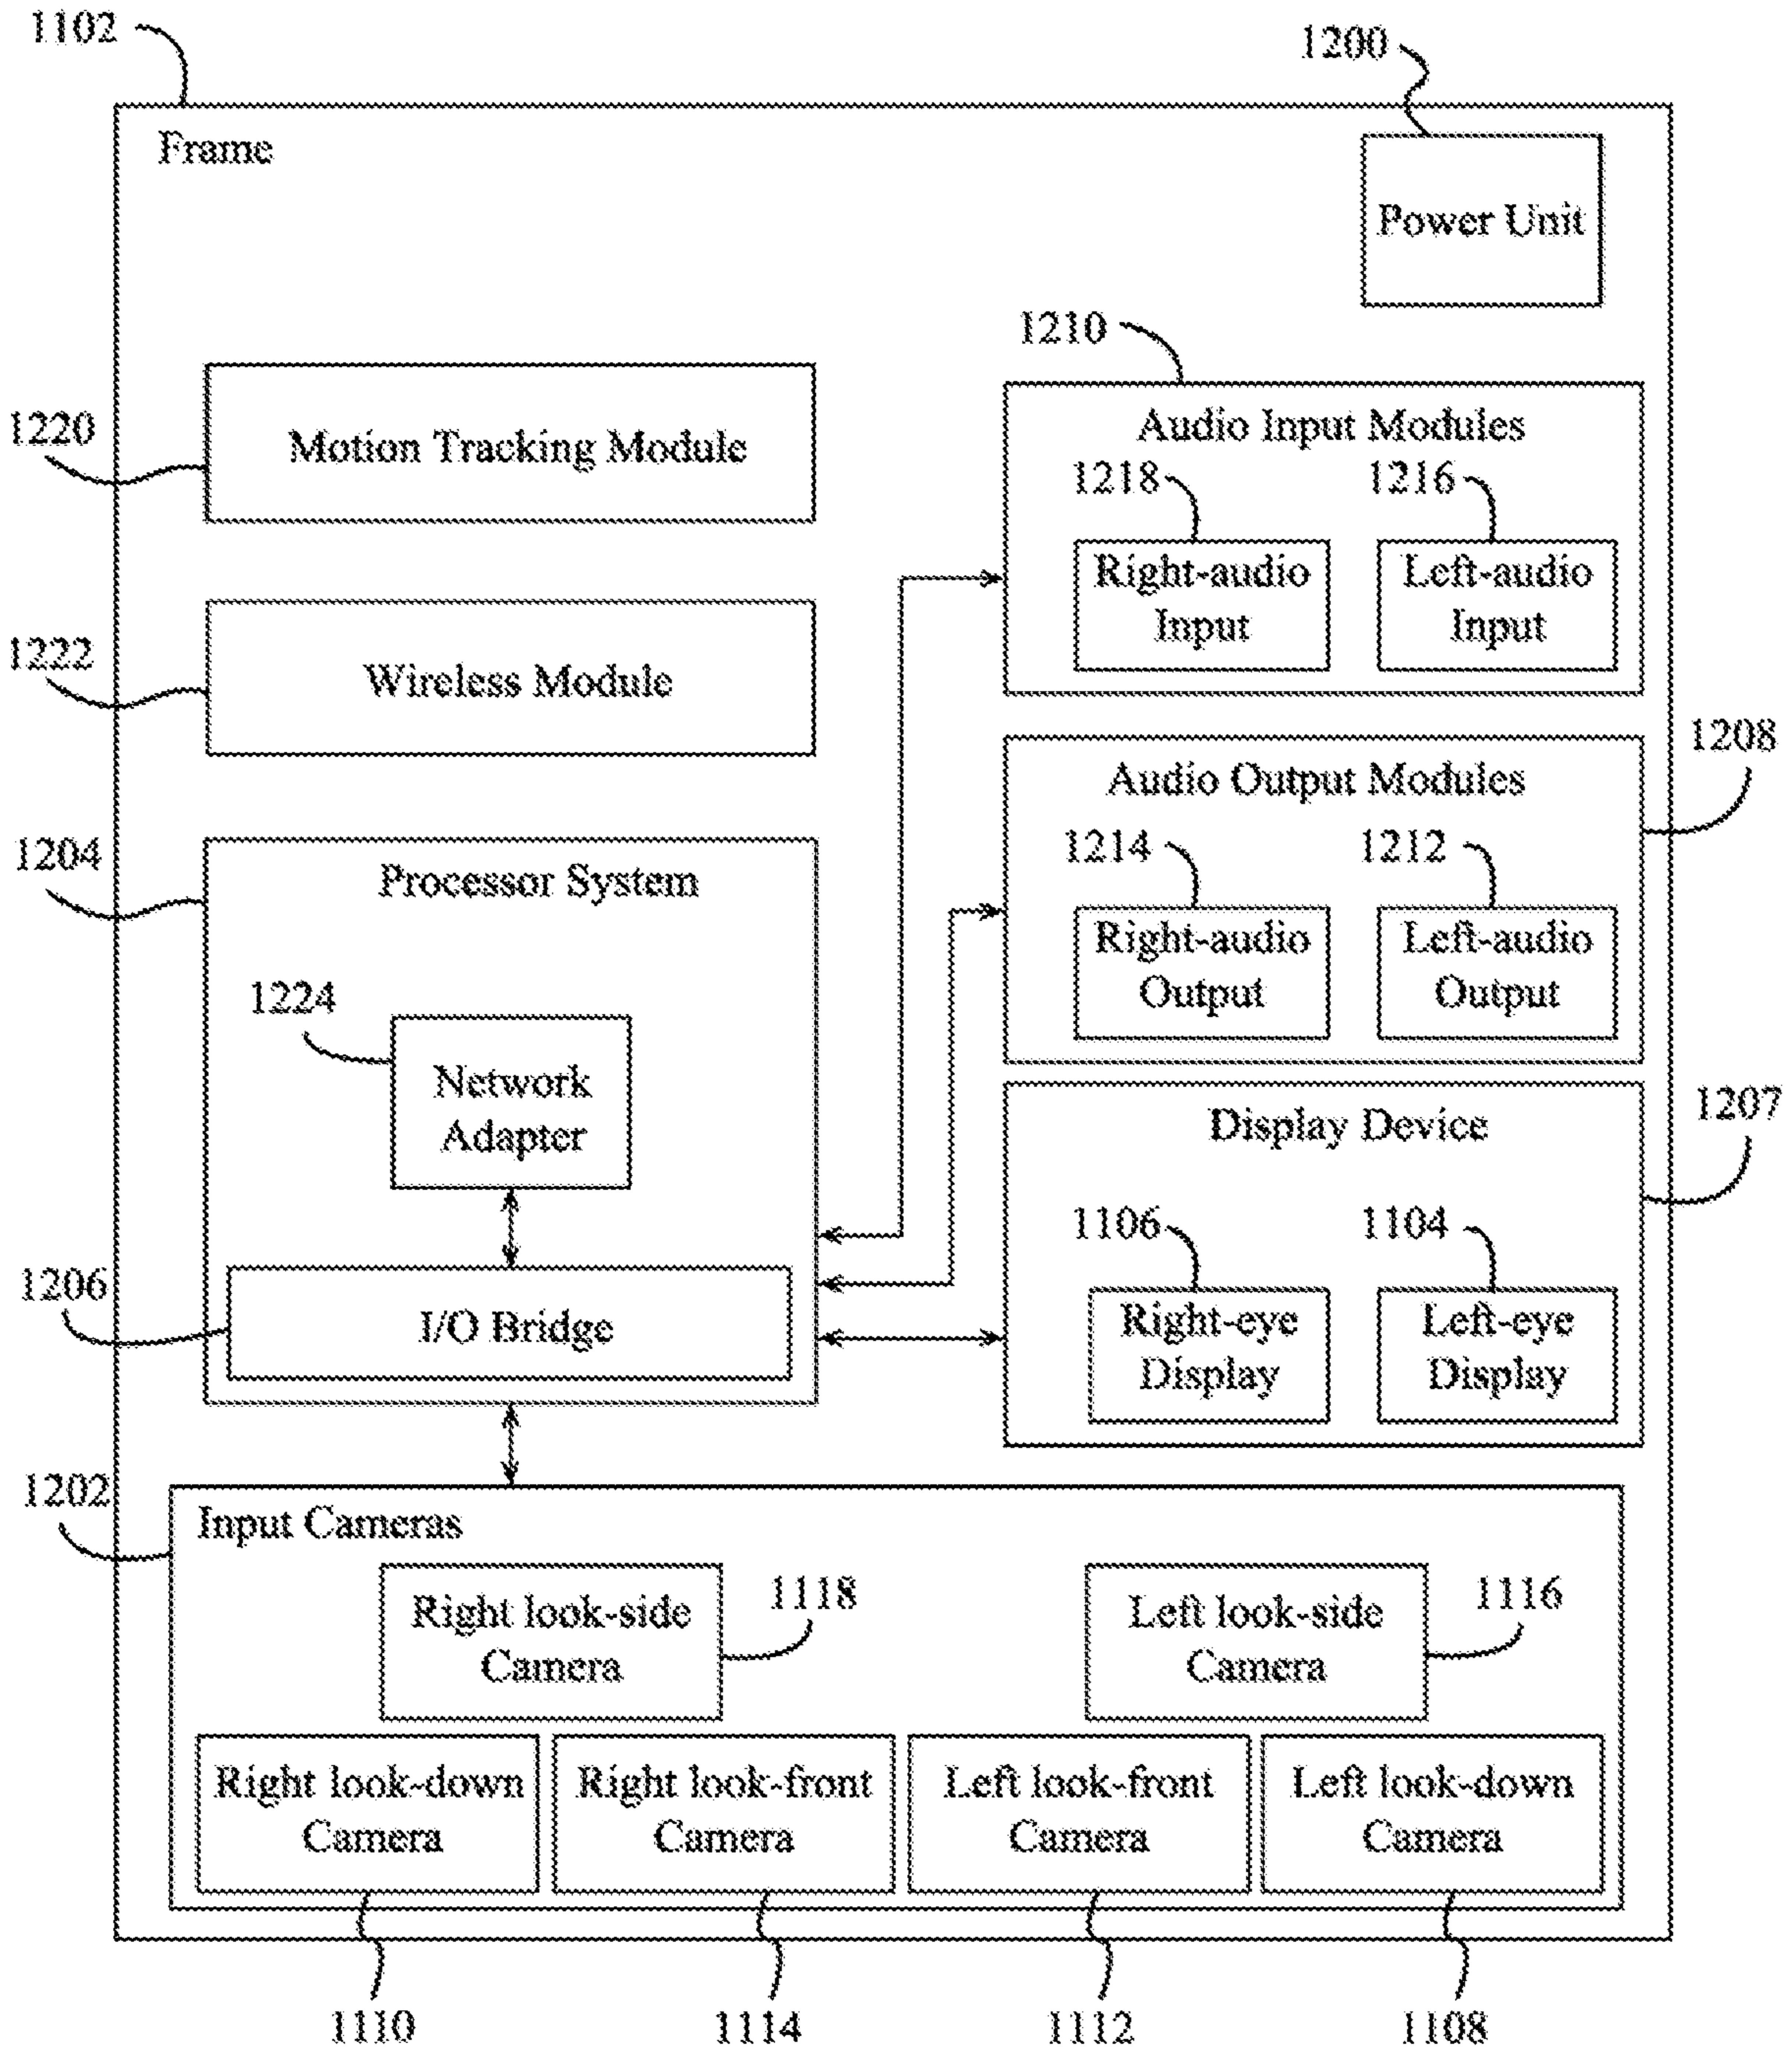 1102
1200
Frame
Power Unit
1210
1220
Motion Tracking Module
Audio Input Modules
1218
1216
Right-audio
Input
Left-audio
Input
1222
Wireless Module
1208
Audio Output Modules
1214
1212
Right-audio
Output
Left-audio
Output
1204
Processor System
1224
Network
Adapter
1207
Display Device
1106
1104
Right-eye
Display
Left-eye
Display
1206
I/O Bridge
1202
Input Cameras
Right look-side
Camera
1118
Left look-side
Camera
1116
Right look-down
Camera
Right look-front
Camera
Left look-front
Camera
Left look-down
Camera
1110
1114
1112
1108